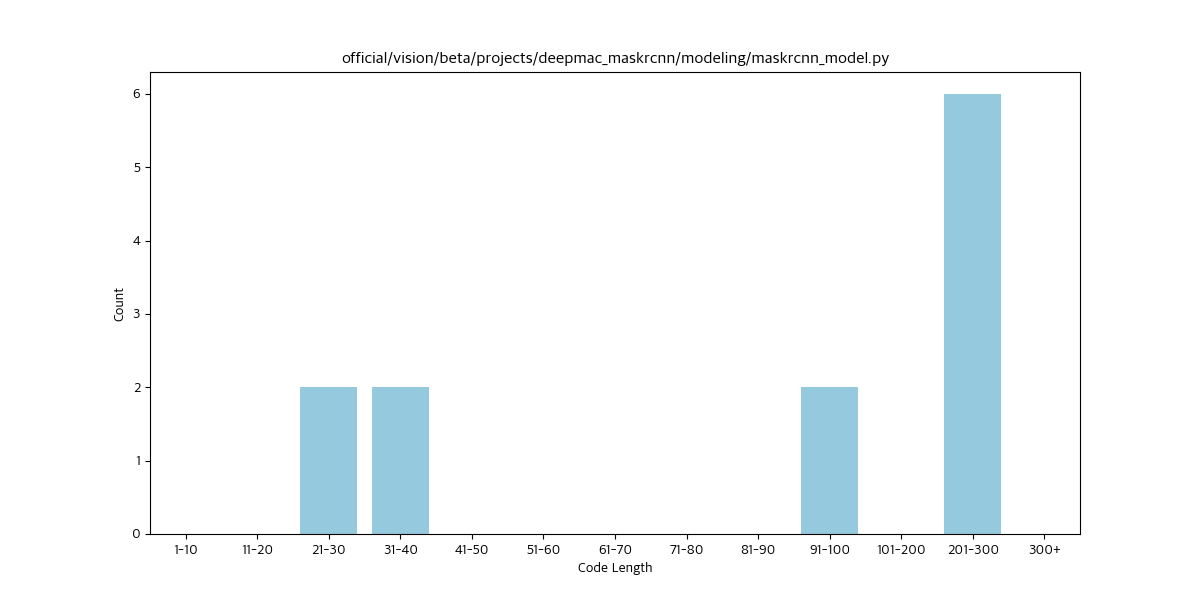 official/vision/beta/projects/deepmac_maskrcnn/modeling/maskrcnn_model.py
6
5
4
3
2
1
0
Count
1-10 11-20 21-30 31-40 41-50 51-60 61-70 71-80 81-90 91-100 101-200 201-300 300+
Code Length